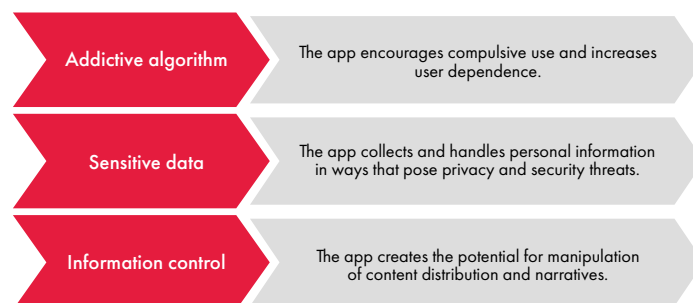 Addictive algorithm
The app encourages compulsive use and increases
user dependence.
Sensitive data
The app collects and handles personal information
in ways that pose privacy and security threats.
Information control
The app creates the potential for manipulation
of content distribution and narratives.